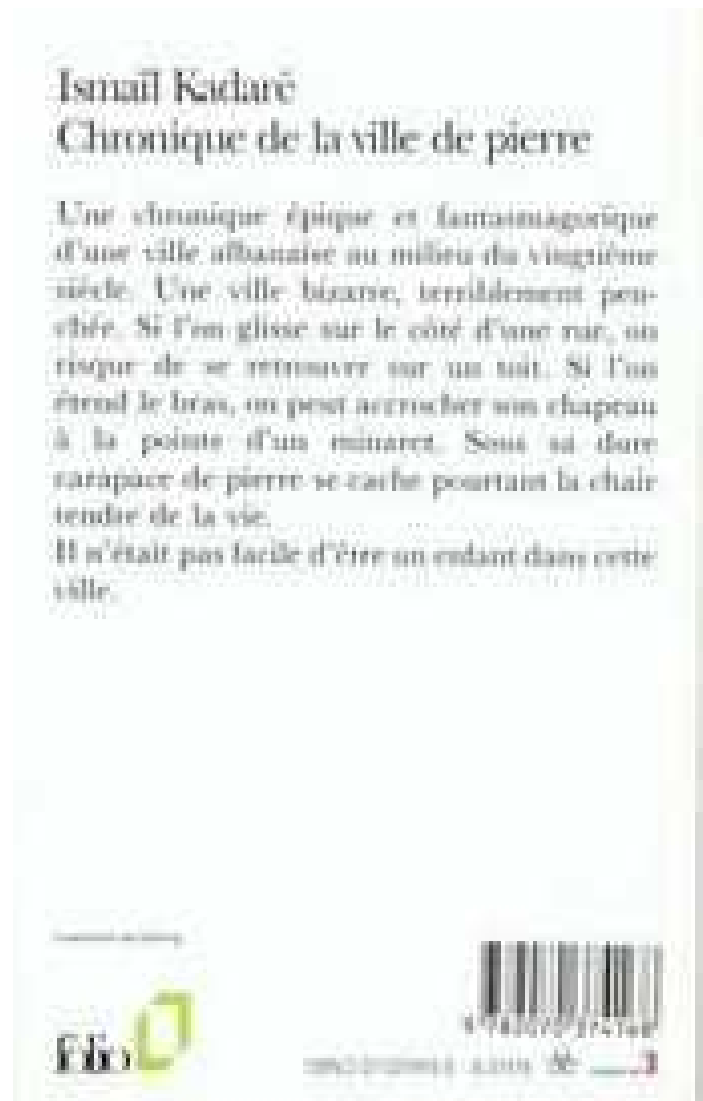 Ismaïl Kadaré
Chronique de la ville de pierre
Une chronique épique et fantasmagorique
d'une ville albanaise au milieu du vingtième
siècle. Une ville bizarre, terriblement pen-
chée. Si l'on glisse sur le côté d'une rue, on
risque de se retrouver sur un toit. Si l'on
étend le bras, on peut accrocher son chapeau
à la pointe d'un minaret. Sous sa dure
carapace de pierre se cache pourtant la chair
tendre de la vie.
Il n'était pas facile d'être un enfant dans cette
ville.
folio